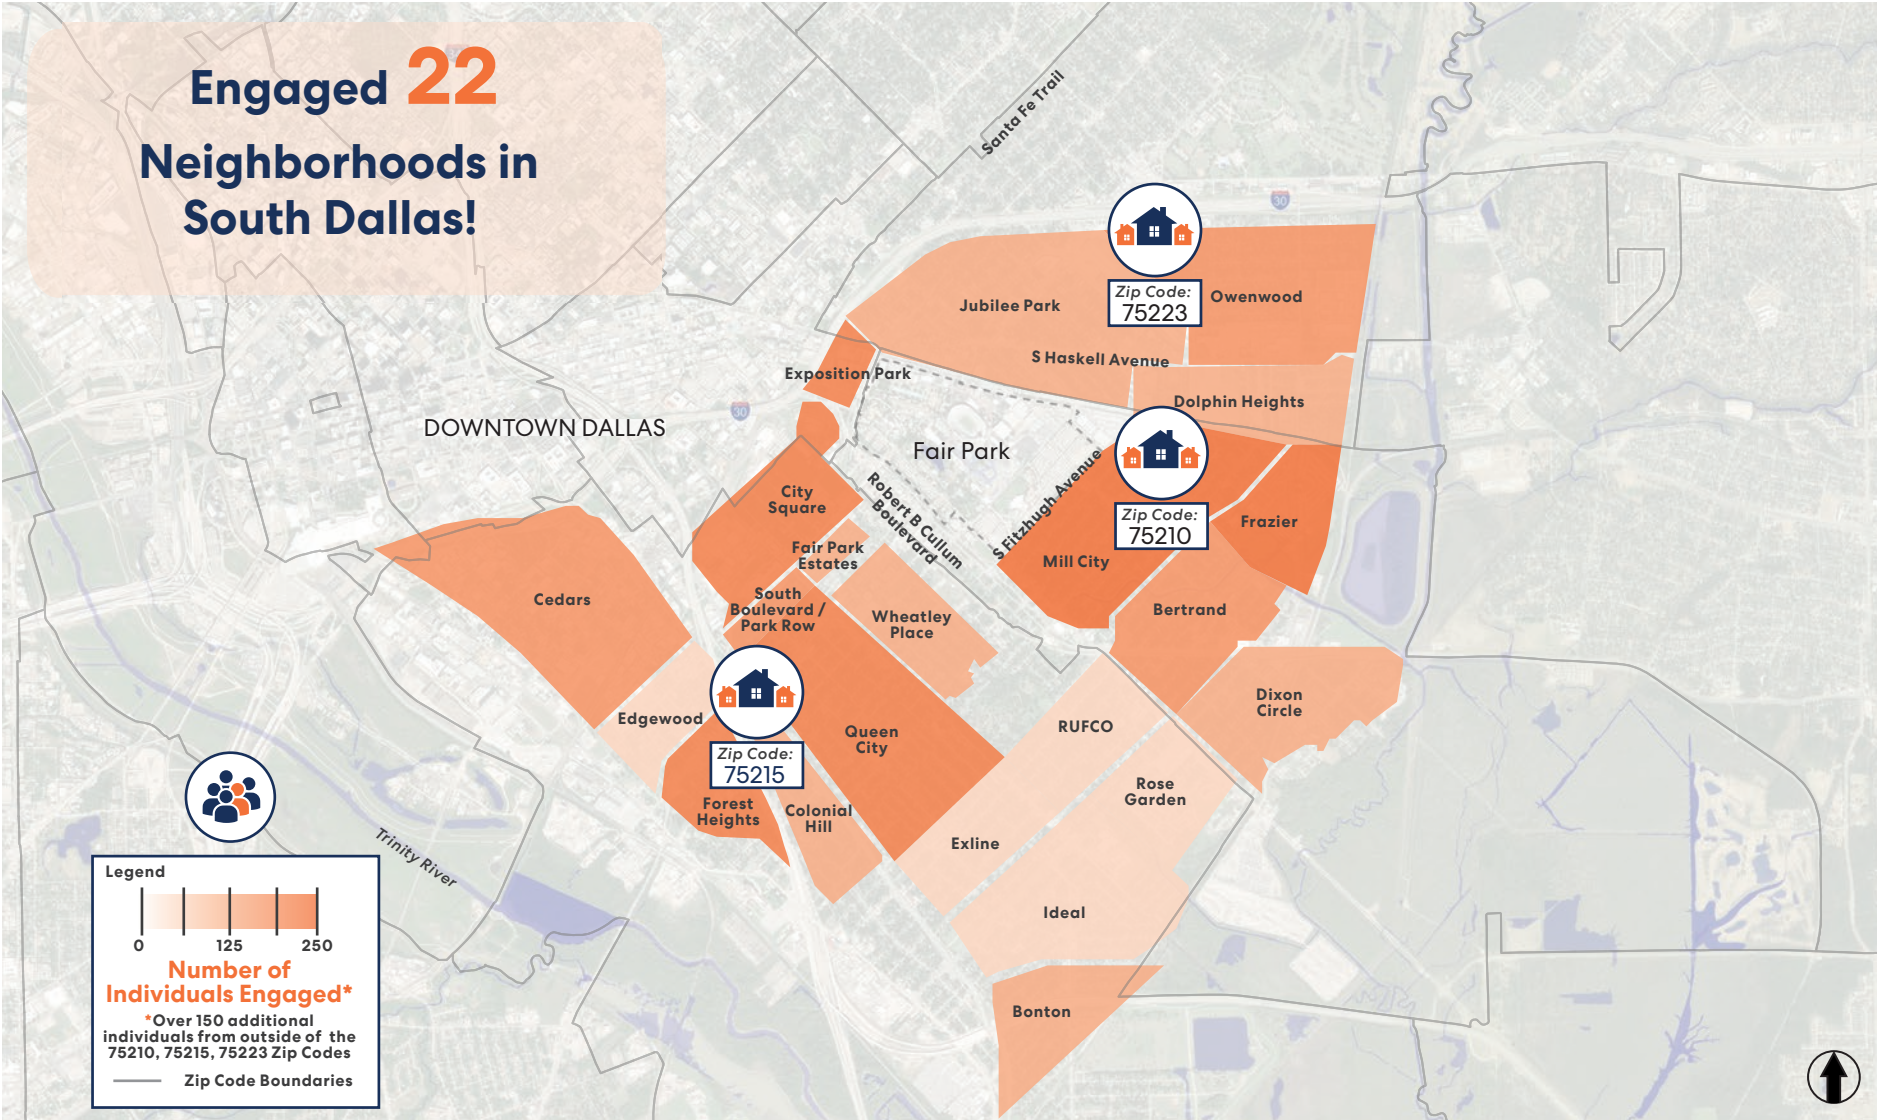 Engaged 22
Neighborhoods in
South Dallas!
Santa Fe Trail
30
Zip Code:
75223
Jubilee Park
Owenwood
S Haskell Avenue
Exposition Park
Dolphin Heights
30
DOWNTOWN DALLAS
Fair Park
S Fitzhugh Avenue
Robert B Cullum
Boulevard
City
Square
Zip Code:
75210
Frazier
Fair Park
Estates
Mill City
Cedars
South
Boulevard /
Park Row
Wheatley
Place
Bertrand
Edgewood
Dixon
Circle
Queen
City
RUFCO
Zip Code:
75215
Rose
Garden
Forest
Heights
Colonial
Hill
Exline
Trinity River
Ideal
Bonton
Legend
0 125 250
Number of
Individuals Engaged*
*Over 150 additional
individuals from outside of the
75210, 75215, 75223 Zip Codes
Zip Code Boundaries